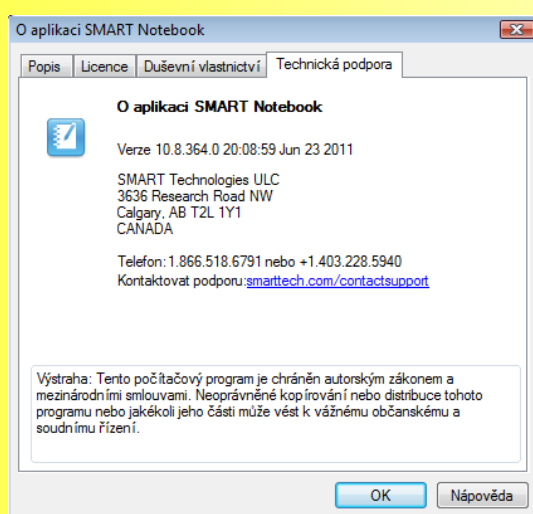 O aplikaci SMART Notebook
Popis Licence Duševní vlastnictví Technická podpora
O aplikaci SMART Notebook
Verze 10.8.364.0 20:08:59 Jun 23 2011
SMART Technologies ULC
3636 Research Road NW
Calgary, AB T2L 1Y1
CANADA
Telefon: 1.866.518.6791 nebo +1.403.228.5940
Kontaktovat podporu:smarttech.com/contactsupport
Výstraha: Tento počítačový program je chráněn autorským zákonem a
mezinárodními smlouvami. Neoprávněné kopírování nebo distribuce tohoto
programu nebo jakékoli jeho části může vést k vážnému občanskému a
soudnímu řízení.
OK Nápověda